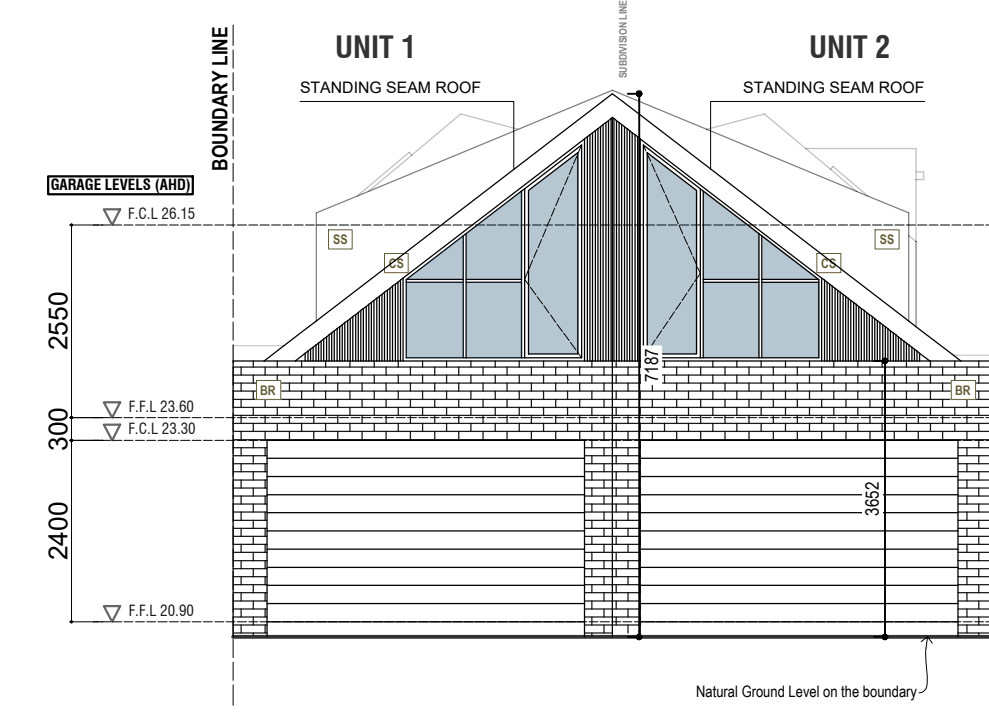 SUBDIVISION LINE
BOUNDARY LINE
UNIT 1
UNIT 2
STANDING SEAM ROOF
STANDING SEAM ROOF
GARAGE LEVELS (AHD)
F.C.L 26.15
SS
SS
CS
CS
2550
7187
BR
BR
F.F.L 23.60
300
F.C.L 23.30
3652
2400
F.F.L 20.90
Natural Ground Level on the boundary